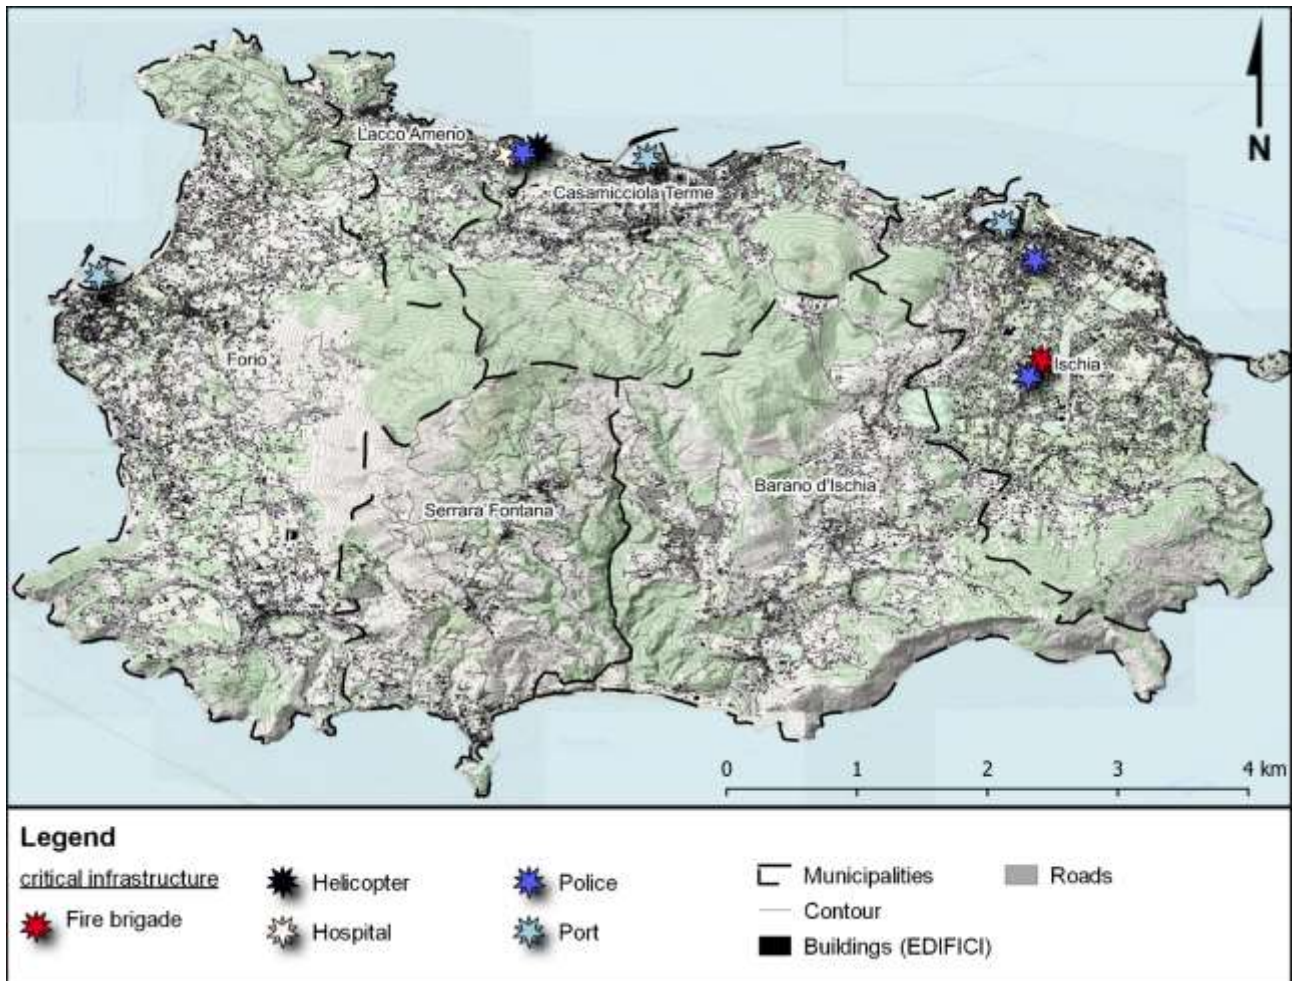 Lacco Ameno
N
Casamicciola Terme
Forio
Ischia
Barano d'Ischia
Serrara Fontana
0 1 2 3 4 km
Legend
critical infrastructure
Fire brigade
Helicopter
Hospital
Police
Port
Municipalities
Contour
Buildings (EDIFICI)
Roads